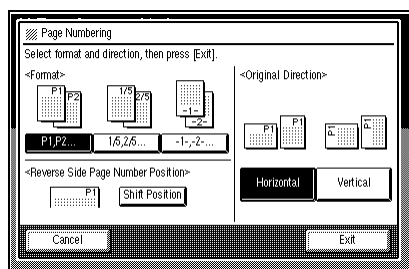 Page Numbering
Select format and direction, then press [Exit].
<Format>
P1
P2
1/5
2/5
-1-
-2-
P1,P2...
1/5,2/5...
-1-,-2-...
<Reverse Side Page Number Position>
P1
Shift Position
<Original Direction>
P1
P1
P1
P1
Horizontal
Vertical
Cancel
Exit